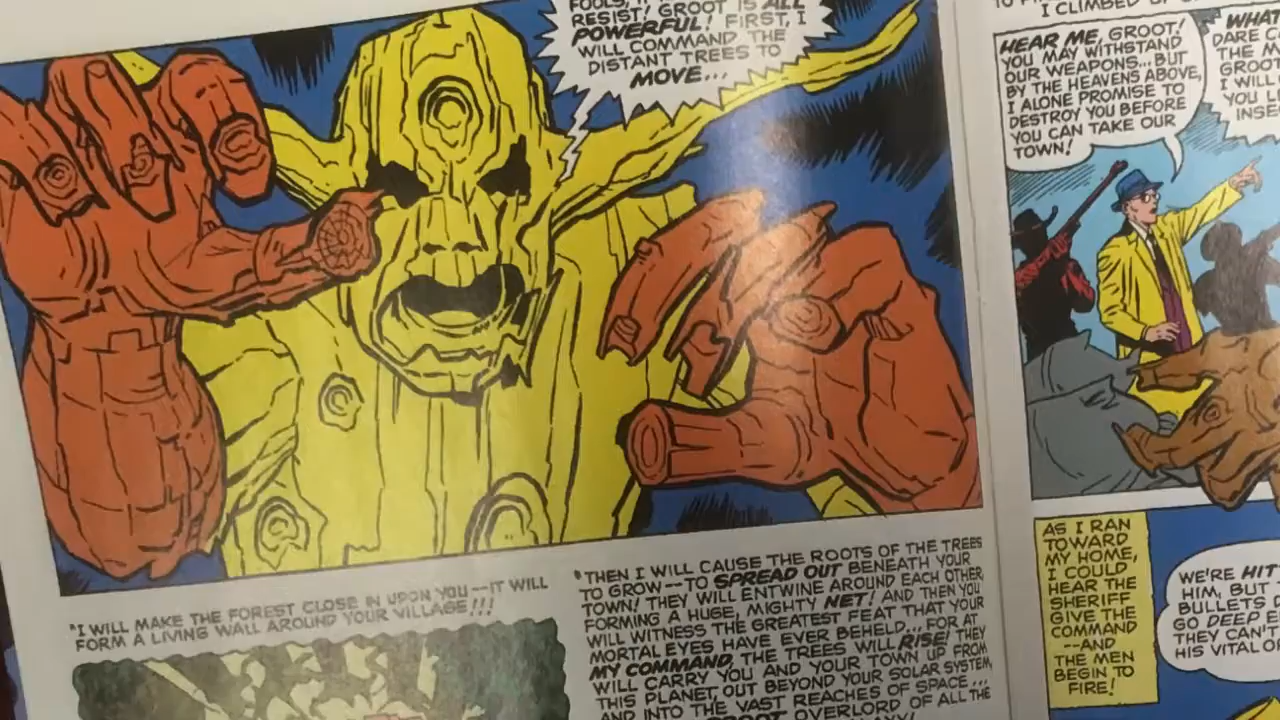 FOOLS,
RESIST! GROOT IS ALL
POWERFUL! FIRST, I
WILL COMMAND THE
DISTANT TREES TO
MOVE...
"I WILL MAKE THE FOREST CLOSE IN UPON YOU--IT WILL
FORM A LIVING WALL AROUND YOUR VILLAGE!!!
"THEN I WILL CAUSE THE ROOTS OF THE TREES
TO GROW--TO SPREAD OUT BENEATH YOUR
TOWN! THEY WILL ENTWINE AROUND EACH OTHER,
FORMING A HUGE, MIGHTY NET! AND THEN YOU
WILL WITNESS THE GREATEST FEAT THAT YOUR
MORTAL EYES HAVE EVER BEHELD... FOR AT
MY COMMAND, THE TREES WILL RISE! THEY
WILL CARRY YOU AND YOUR TOWN UP FROM
THIS PLANET, OUT BEYOND YOUR SOLAR SYSTEM,
AND INTO THE VAST REACHES OF SPACE...
GROOT OVERLORD OF ALL THE
I CLIMBED
HEAR ME, GROOT!
YOU MAY WITHSTAND
OUR WEAPONS... BUT
BY THE HEAVENS ABOVE,
I ALONE PROMISE TO
DESTROY YOU BEFORE
YOU CAN TAKE OUR
TOWN!
WHAT
DARE
THE
GROOT
I WILL
YOU
AS I RAN
TOWARD
MY HOME,
I COULD
HEAR THE
SHERIFF
GIVE THE
COMMAND
--AND
THE MEN
BEGIN TO
FIRE!
WE'RE HIT
HIM, BUT
BULLETS
GO DEEP
THEY CAN'T
HIS VITAL